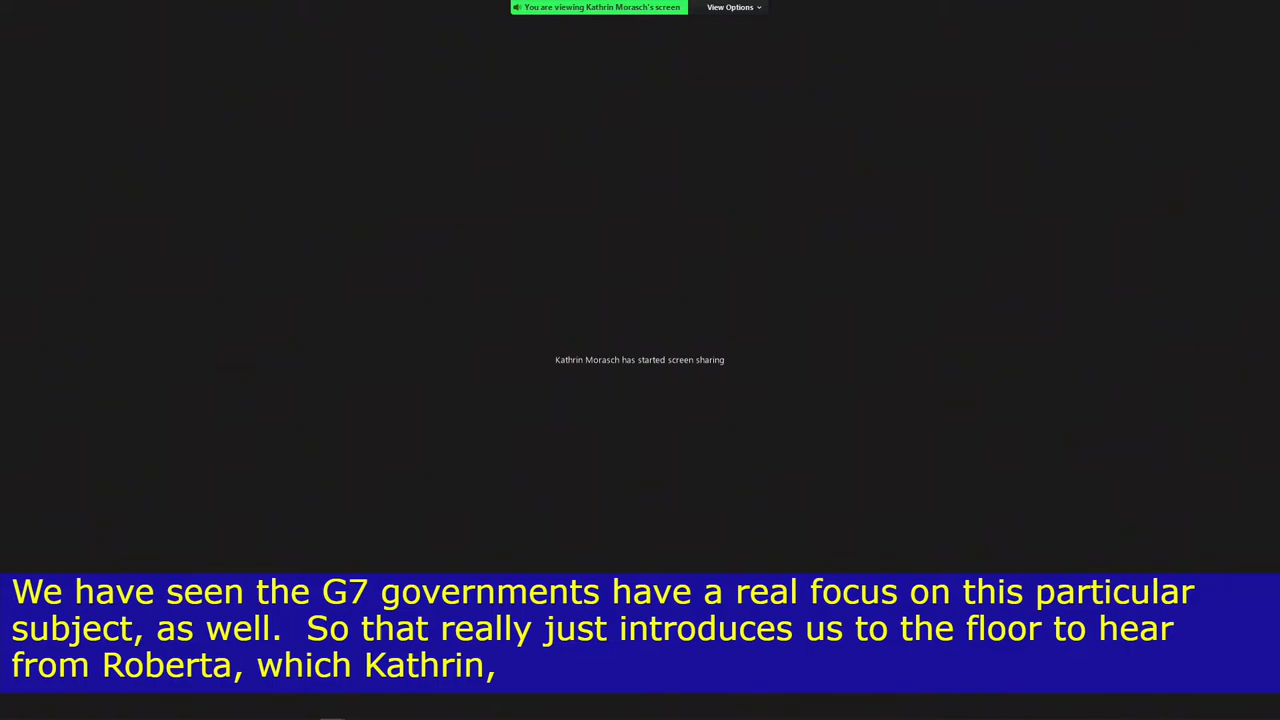 You are viewing Kathrin Morasch's screen
View Options
Kathrin Morasch has started screen sharing
We have seen the G7 governments have a real focus on this particular
subject, as well.  So that really just introduces us to the floor to hear
from Roberta, which Kathrin,